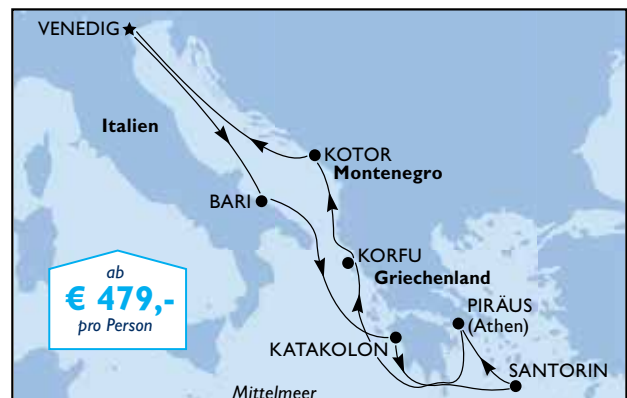 VENEDIG
Italien
KOTOR
Montenegro
BARI
KORFU
Griechenland
ab
€ 479,-
pro Person
PIRÄUS
(Athen)
KATAKOLON
SANTORIN
Mittelmeer